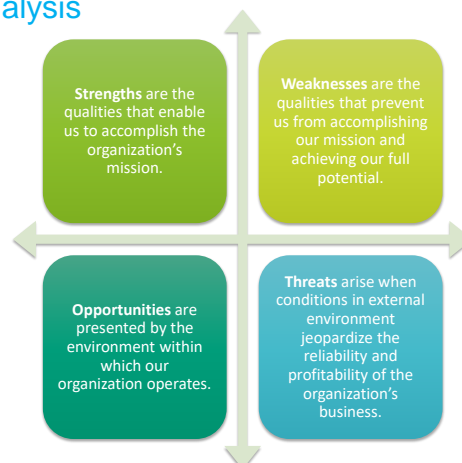 alysis
Strengths are the
qualities that enable
us to accomplish the
organization's
mission.
Weaknesses are the
qualities that prevent
us from accomplishing
our mission and
achieving our full
potential.
Opportunities are
presented by the
environment within
which our
organization operates.
Threats arise when
conditions in external
environment
jeopardize the
reliability and
profitability of the
organization's
business.